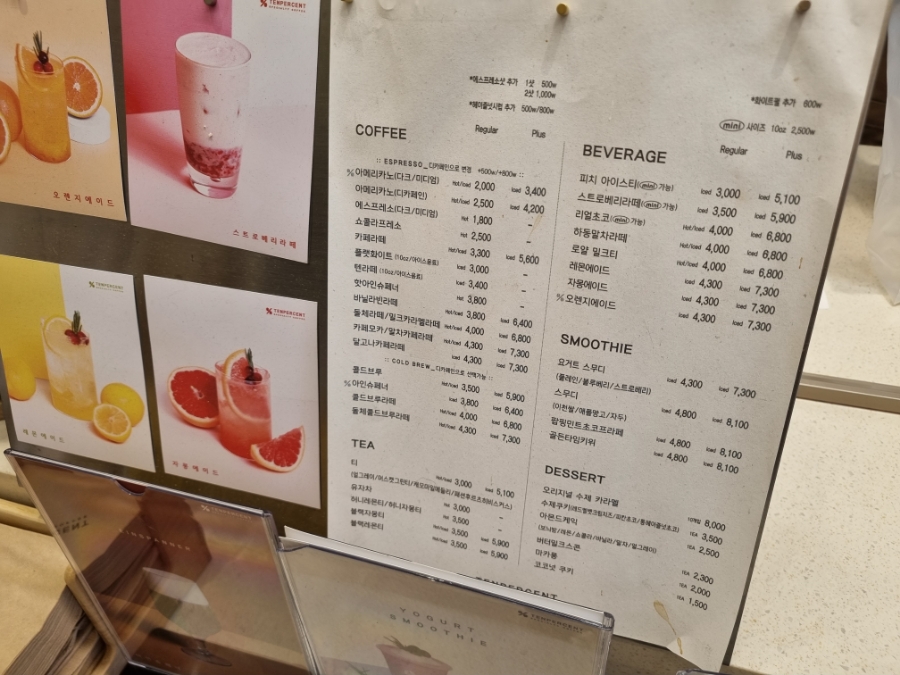 TENPERCENT
오렌지에이드
스트로베리라떼
TENPERCENT
레몬에이드
TENPERCENT
자몽에이드
*에스프레소샷 추가 1샷 500w
2샷 1,000w
*메이플넛시럽 추가 500w/800w
*화이트펄 추가 600w
mini 사이즈 10oz 2,500w
COFFEE Regular Plus
:: ESPRESSO_디카페인으로 변경 +500w/+800w ::
아메리카노(다크/미디엄) Hot/Iced 2,000 Iced 3,400
아메리카노(디카페인) Hot/Iced 2,500 Iced 4,200
에스프레소(다크/미디엄) Hot 1,800 -
쇼콜라프레소 Hot 2,500 -
카페라떼 Hot/Iced 3,300 Iced 5,600
플랫화이트 (10oz/아이스음료) Iced 3,000 -
텐라떼 (10oz/아이스음료) Iced 3,400 -
핫아인슈페너 Hot 3,800 -
바닐라빈라떼 Hot/Iced 3,800 Iced 6,400
돌체라떼/밀크카라멜라떼 Hot/Iced 4,000 Iced 6,800
카페모카/말차카페라떼 Hot/Iced 4,300 Iced 7,300
달고나카페라떼 Iced 4,300 Iced 7,300
:: COLD BREW_디카페인으로 선택가능 ::
콜드브루 Hot/Iced 3,500 Iced 5,900
아인슈페너 Iced 3,800 Iced 6,400
콜드브루라떼 Hot/Iced 4,000 Iced 6,800
돌체콜드브루라떼 Hot/Iced 4,300 Iced 7,300
TEA
티 Hot/Iced 3,000 Iced 5,100
유자차 Hot 3,000 -
허니레몬티/허니자몽티 Hot 3,500 -
블랙자몽티 Hot/Iced 3,500 Iced 5,900
블랙레몬티 Hot/Iced 3,500 Iced 5,900
BEVERAGE Regular Plus
피치 아이스티(mini 가능) Iced 3,000 Iced 5,100
스트로베리라떼(mini 가능) Iced 3,500 Iced 5,900
리얼초코(mini 가능) Hot/Iced 4,000 Iced 6,800
하동말차라떼 Hot/Iced 4,000 Iced 6,800
로얄 밀크티 Hot/Iced 4,000 Iced 6,800
레몬에이드 Iced 4,300 Iced 7,300
자몽에이드 Iced 4,300 Iced 7,300
오렌지에이드 Iced 4,300 Iced 7,300
SMOOTHIE
요거트 스무디 Iced 4,300 Iced 7,300
(플레인/블루베리/스트로베리)
스무디 Iced 4,800 Iced 8,100
(이천쌀/애플망고/자두)
팝핑민트초코프라페 Iced 4,800 Iced 8,100
골든타임키위 Iced 4,800 Iced 8,100
DESSERT
오리지널 수제 카라멜 8,000
수제쿠키 1EA 3,500
아몬드케익 1EA 2,500
버터밀크스콘 1EA 2,300
마카롱 1EA 2,000
코코넛 쿠키 1EA 1,500
TENPERCENT
YOGURT
SMOOTHIE
TENPERCENT